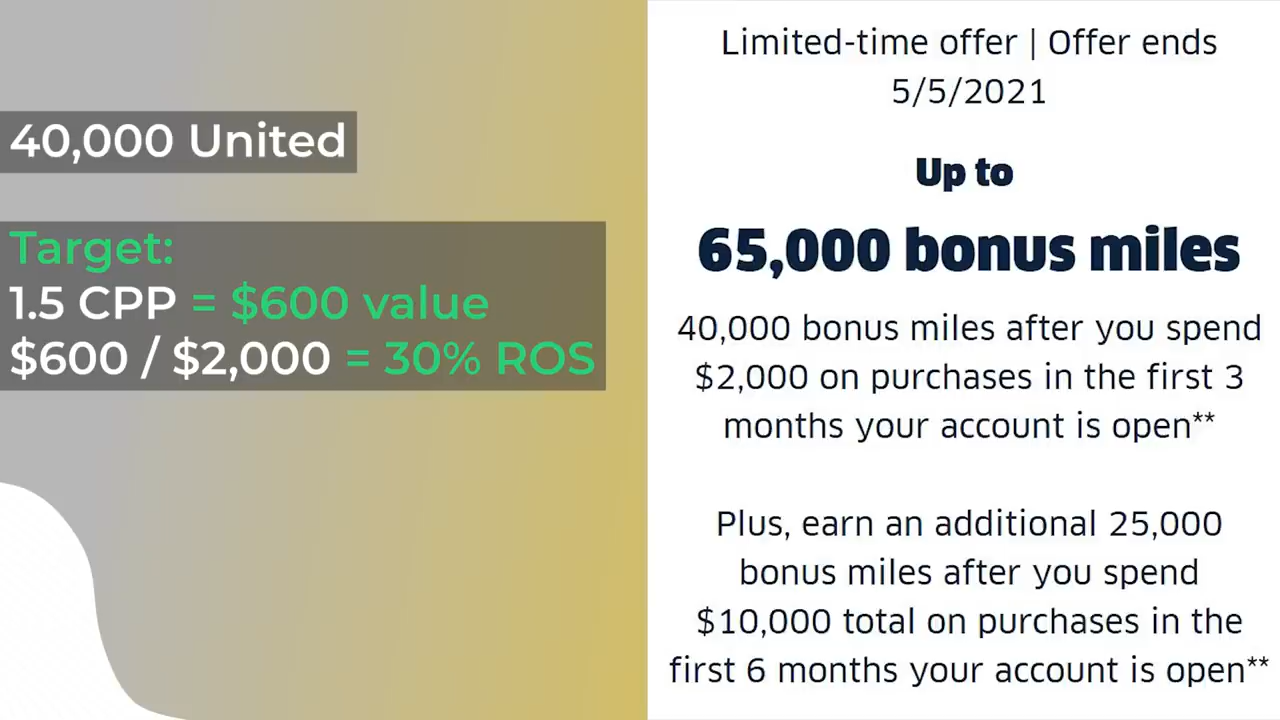 40,000 United
Target:
1.5 CPP = $600 value
$600 / $2,000 = 30% ROS
Limited-time offer | Offer ends
5/5/2021
Up to
65,000 bonus miles
40,000 bonus miles after you spend
$2,000 on purchases in the first 3
months your account is open**
Plus, earn an additional 25,000
bonus miles after you spend
$10,000 total on purchases in the
first 6 months your account is open**